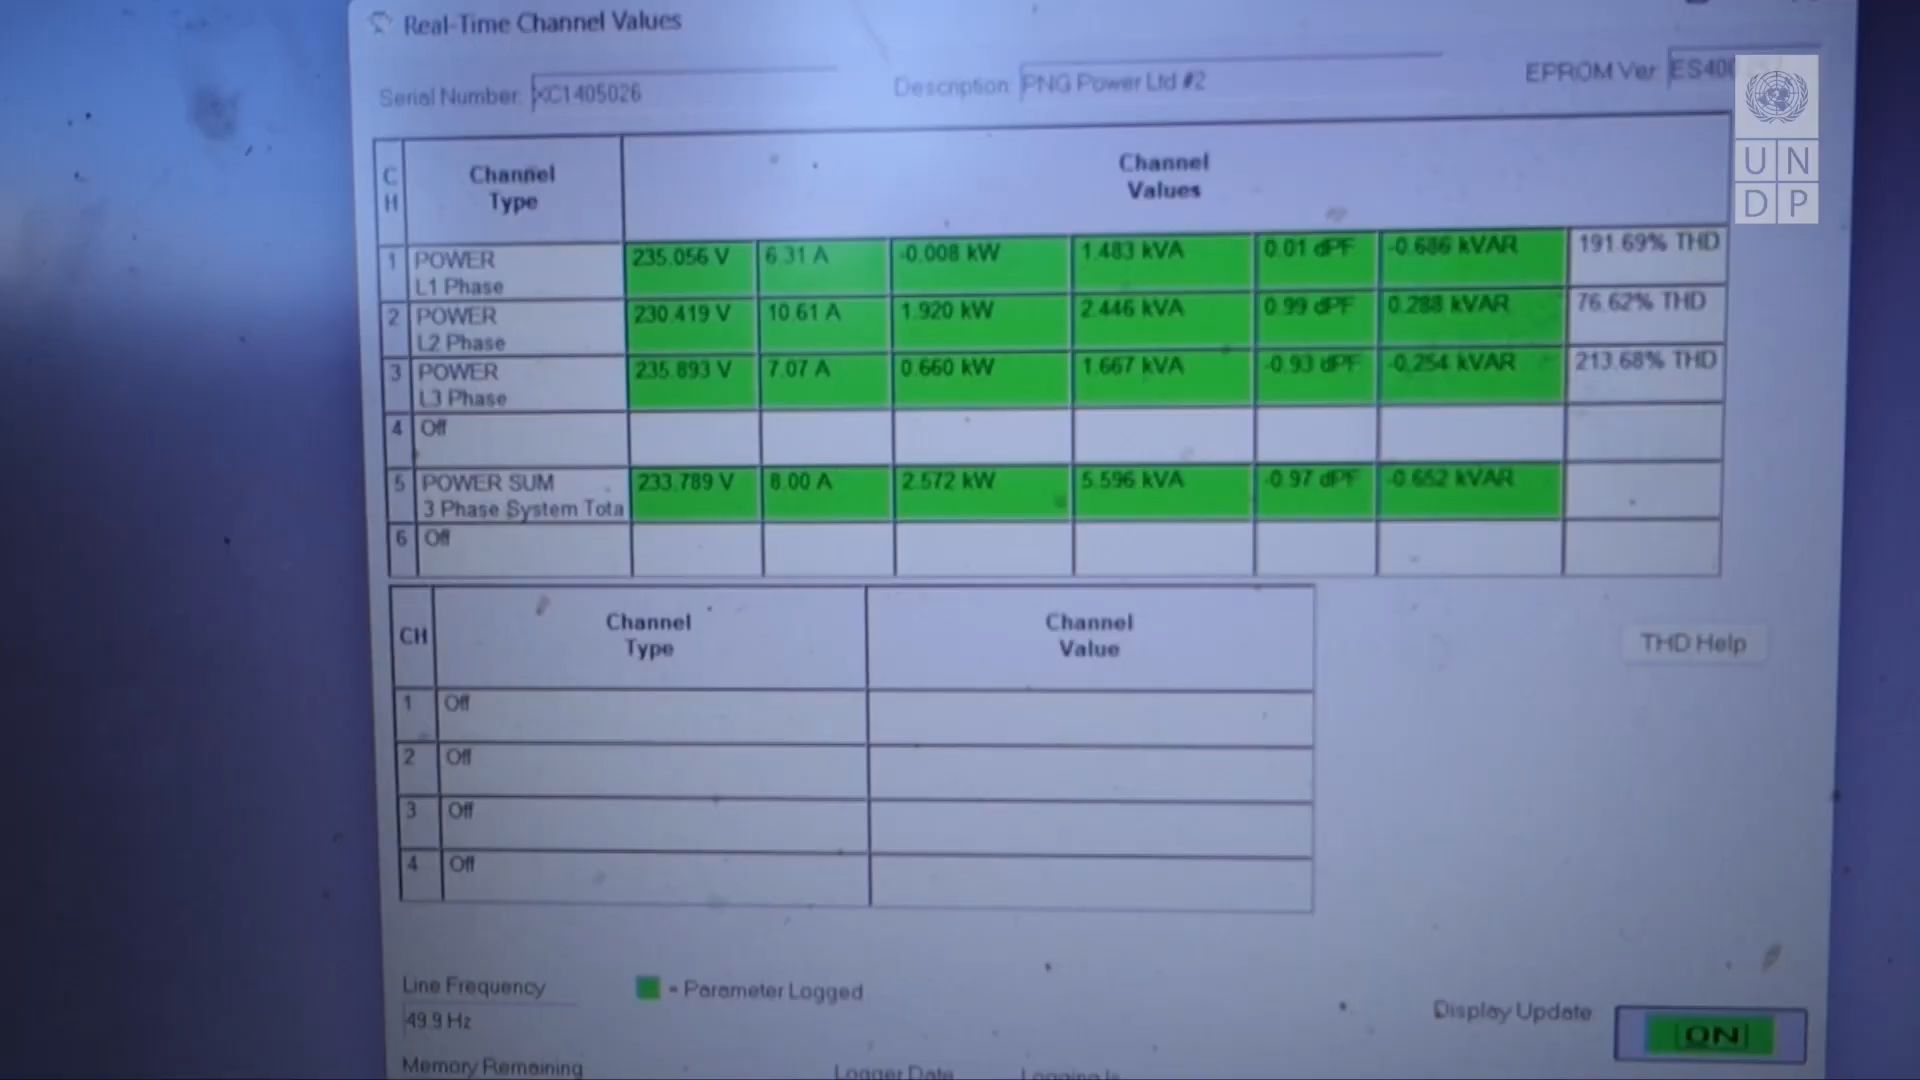 Real-Time Channel Values
Serial Number: XC1405026
Description: PNG Power Ltd #2
EPROM Ver: ES400
UN
DP
CH Channel Type Channel Values
1 POWER L1 Phase 235.056 V 6.31 A -0.008 kW 1.483 kVA 0.01 dPF -0.686 kVAR 191.69% THD
2 POWER L2 Phase 230.419 V 10.61 A 1.920 kW 2.446 kVA 0.99 dPF 0.288 kVAR 76.62% THD
3 POWER L3 Phase 235.893 V 7.07 A 0.660 kW 1.667 kVA -0.93 dPF -0.254 kVAR 213.68% THD
4 Off
5 POWER SUM 3 Phase System Tota 233.789 V 8.00 A 2.572 kW 5.596 kVA -0.97 dPF -0.652 kVAR
6 Off
CH Channel Type Channel Value
1 Off
2 Off
3 Off
4 Off
THD Help
Line Frequency
49.9 Hz
= Parameter Logged
Display Update ON
Memory Remaining
Logger Date
Logging Is